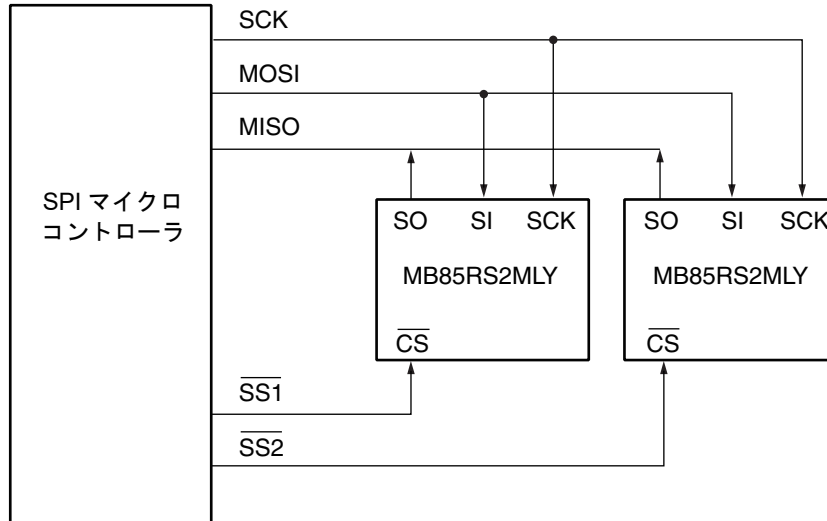 SCK
MOSI
MISO
SPI マイクロ
コントローラ
SO SI SCK
MB85RS2MLY
CS
SO SI SCK
MB85RS2MLY
CS
SS1
SS2